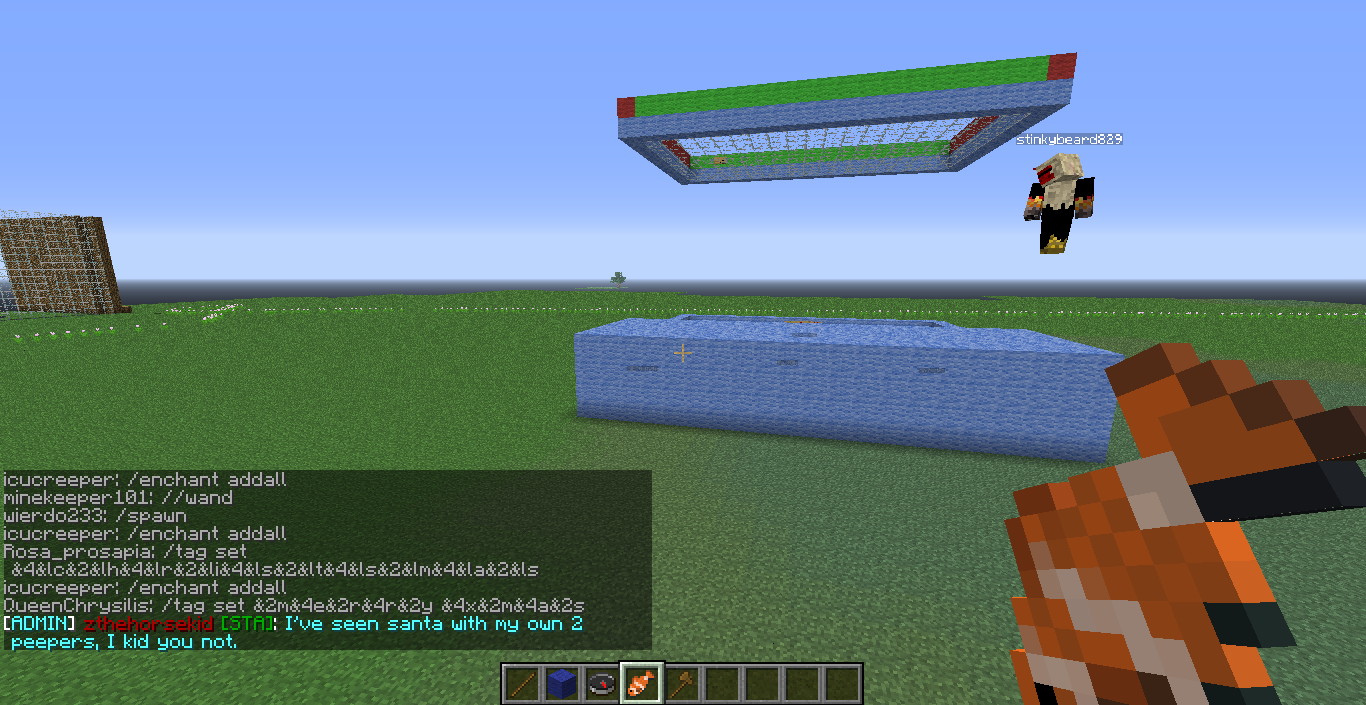 stinkybeard829
icucreeper: /enchant addall
minekeeper101: //wand
wierdo233: /spawn
icucreeper: /enchant addall
Rosa_prosapia: /tag set
&4&lc&2&lh&4&lr&2&li&4&ls&2&lt&4&ls&2&lm&4&la&2&ls
icucreeper: /enchant addall
QueenChrysilis: /tag set &2m&4e&2r&4r&2y &4x&2m&4a&2s
[ADMIN] zthehorsekid [STA]: I've seen santa with my own 2
peepers, I kid you not.